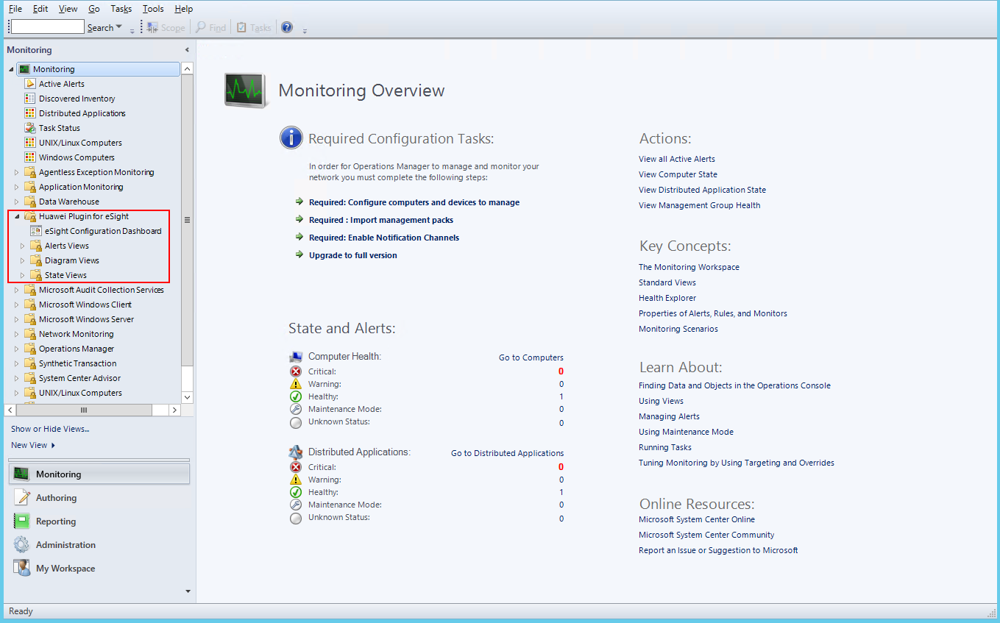 File Edit View Go Tasks Tools Help
Search Scope Find Tasks
Monitoring
Monitoring
Active Alerts
Discovered Inventory
Distributed Applications
Task Status
UNIX/Linux Computers
Windows Computers
Agentless Exception Monitoring
Application Monitoring
Data Warehouse
Huawei Plugin for eSight
eSight Configuration Dashboard
Alerts Views
Diagram Views
State Views
Microsoft Audit Collection Services
Microsoft Windows Client
Microsoft Windows Server
Network Monitoring
Operations Manager
Synthetic Transaction
System Center Advisor
UNIX/Linux Computers
Show or Hide Views...
New View
Monitoring
Authoring
Reporting
Administration
My Workspace
Monitoring Overview
Required Configuration Tasks:
In order for Operations Manager to manage and monitor your
network you must complete the following steps:
Required: Configure computers and devices to manage
Required : Import management packs
Required: Enable Notification Channels
Upgrade to full version
State and Alerts:
Computer Health: Go to Computers
Critical: 0
Warning: 0
Healthy: 1
Maintenance Mode: 0
Unknown Status: 0
Distributed Applications: Go to Distributed Applications
Critical: 0
Warning: 0
Healthy: 1
Maintenance Mode: 0
Unknown Status: 0
Actions:
View all Active Alerts
View Computer State
View Distributed Application State
View Management Group Health
Key Concepts:
The Monitoring Workspace
Standard Views
Health Explorer
Properties of Alerts, Rules, and Monitors
Monitoring Scenarios
Learn About:
Finding Data and Objects in the Operations Console
Using Views
Managing Alerts
Using Maintenance Mode
Running Tasks
Tuning Monitoring by Using Targeting and Overrides
Online Resources:
Microsoft System Center Online
Microsoft System Center Community
Report an Issue or Suggestion to Microsoft
Ready